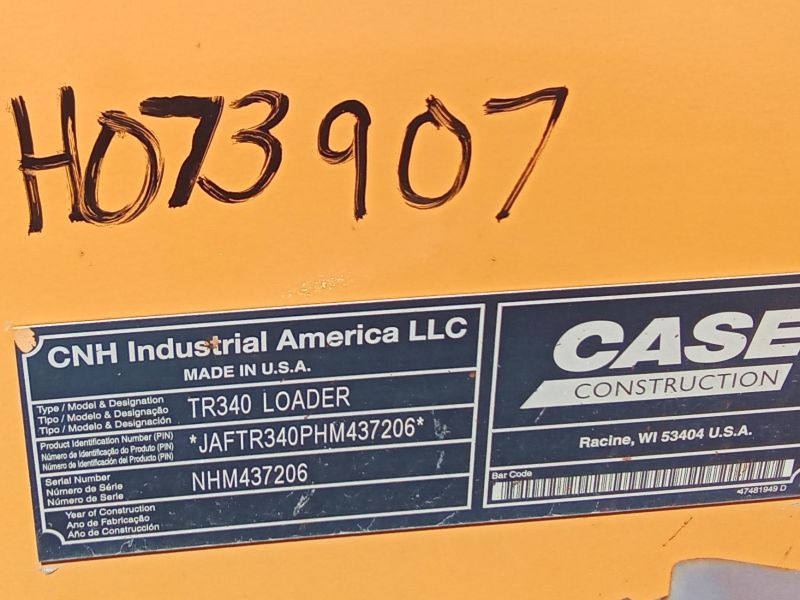 H073907
CNH Industrial America LLC
MADE IN U.S.A.
Type / Model & Designation
Tipo / Modelo & Designação
Tipo / Modelo & Designación
TR340 LOADER
Product Identification Number (PIN)
Número de Identificação do Produto (PIN)
Número de Identificación del Producto (PIN)
*JAFTR340PHM437206*
Serial Number
Número de Série
Número de Serie
NHM437206
Year of Construction
Ano de Fabricação
Año de Construcción
CASE
CONSTRUCTION
Racine, WI 53404 U.S.A.
Bar Code
47481949 D